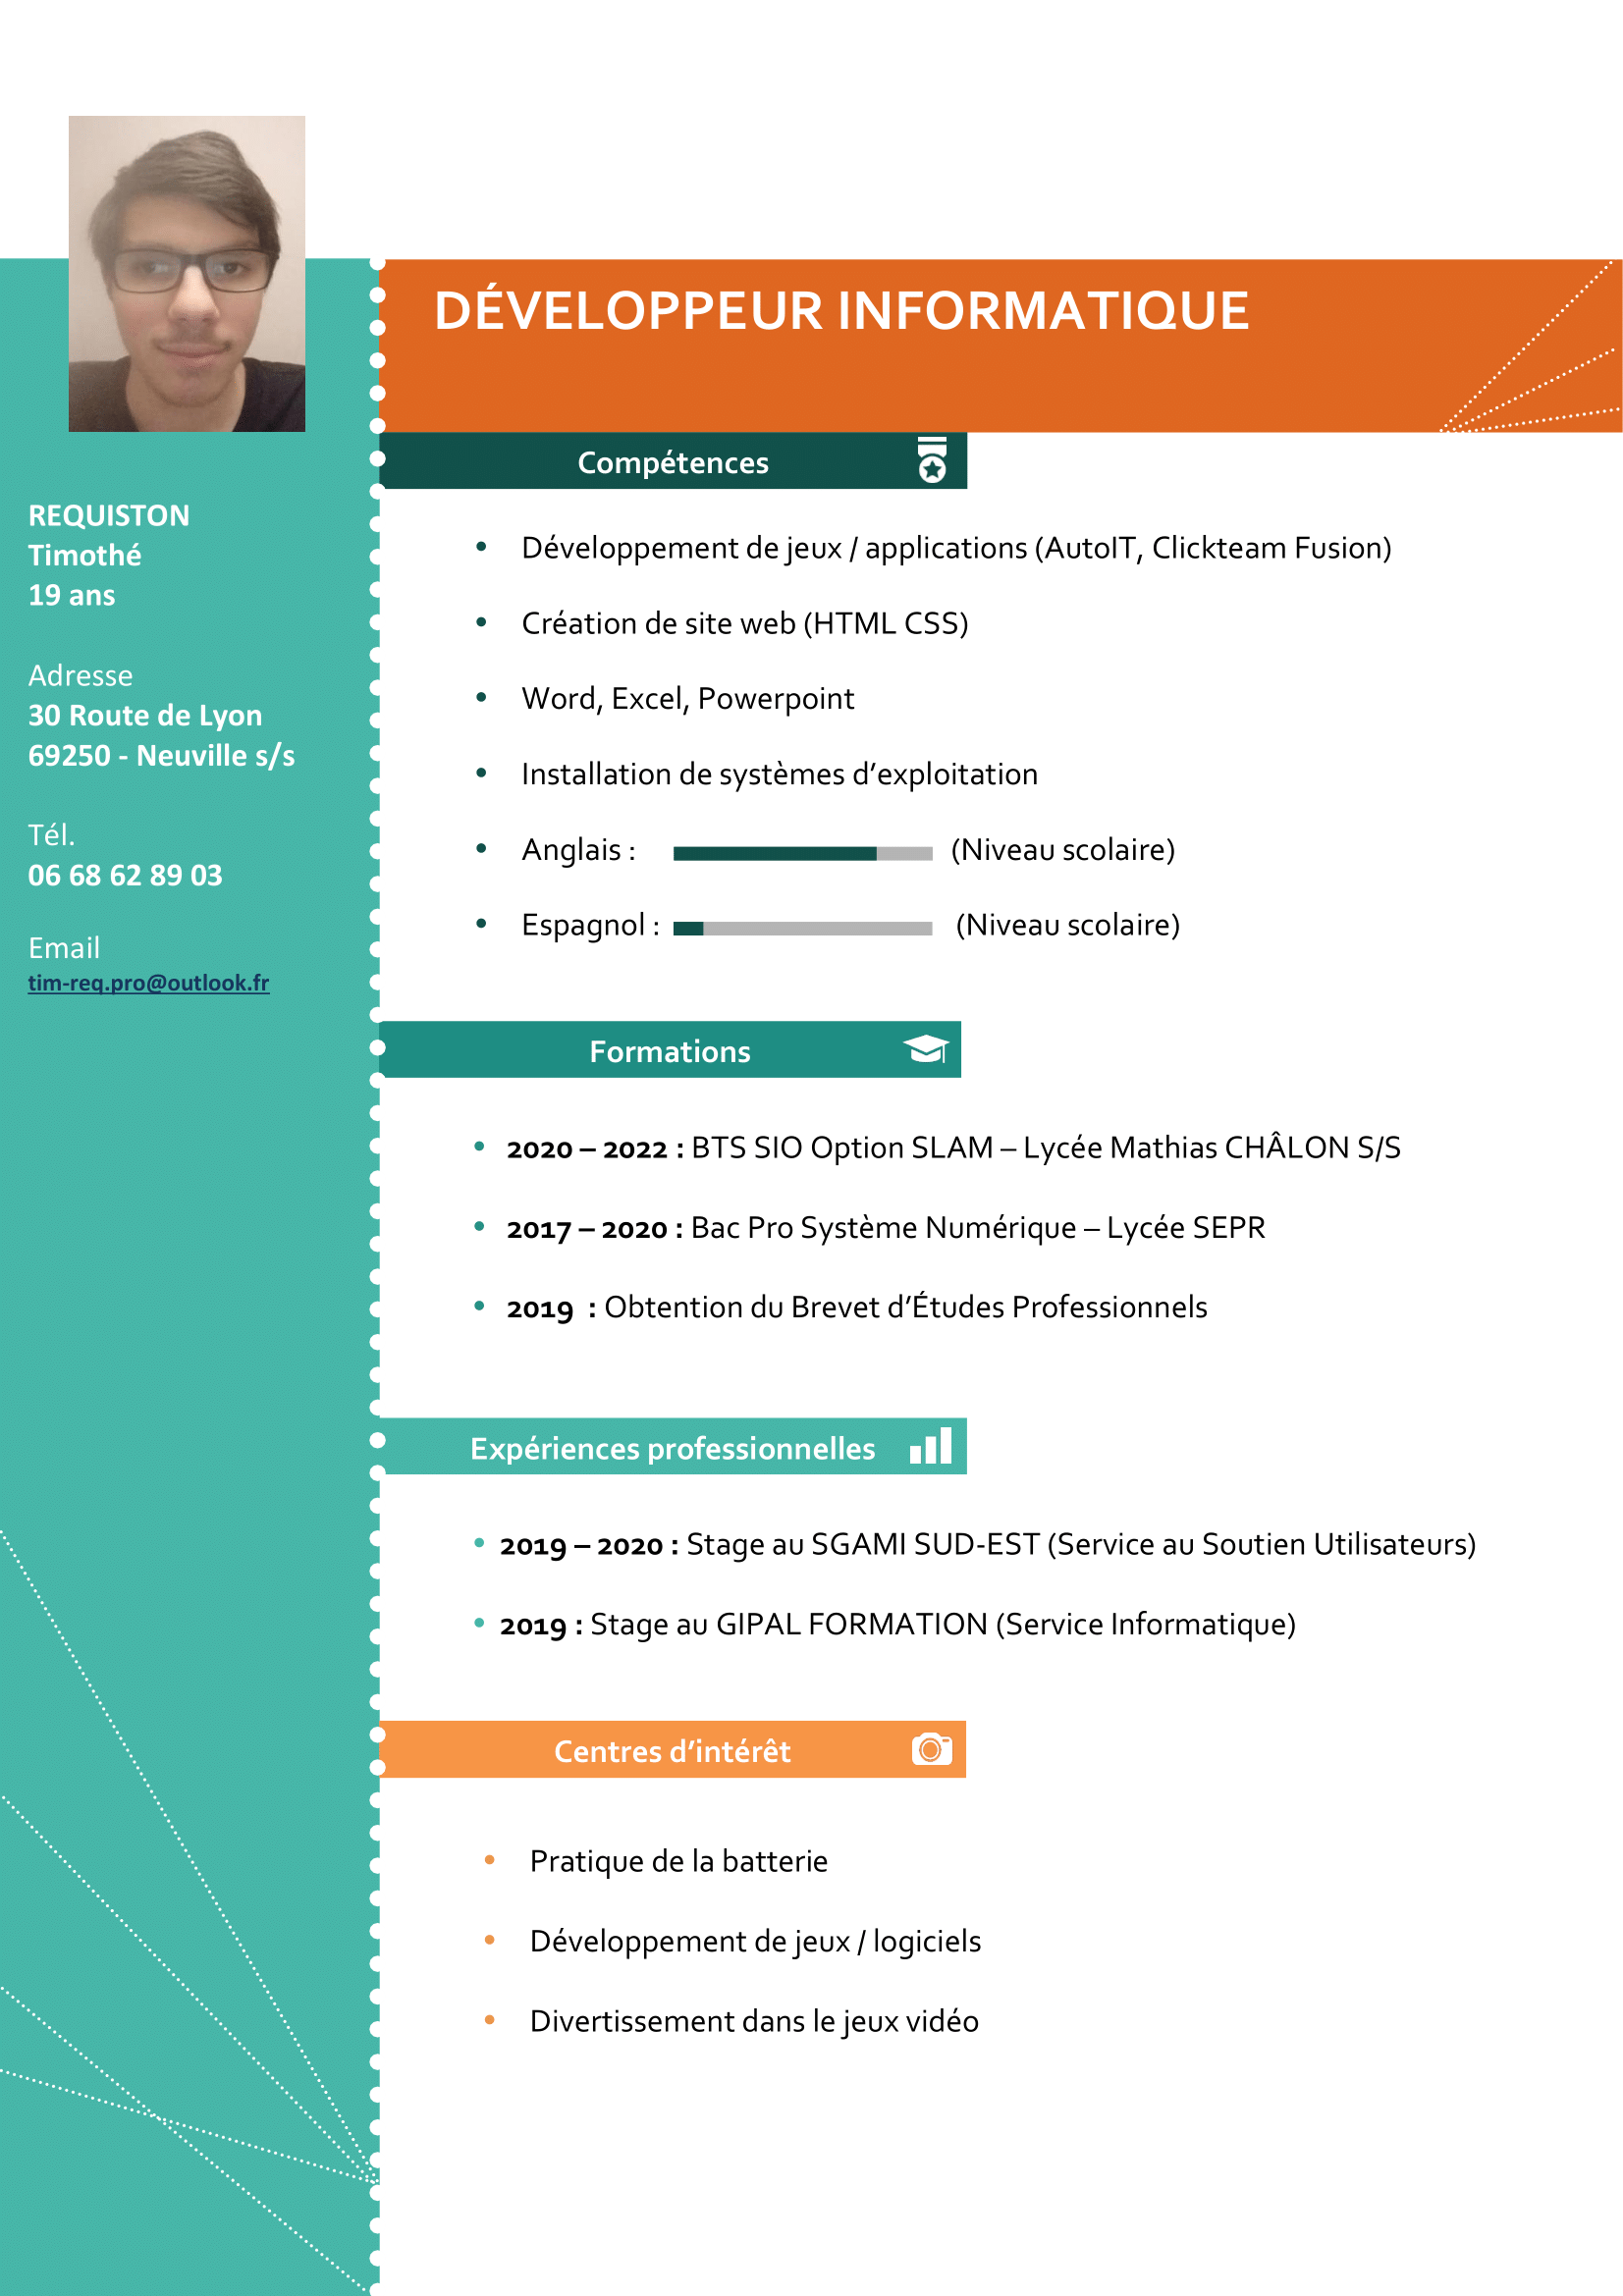 DÉVELOPPEUR INFORMATIQUE
REQUISTON
Timothé
19 ans
Adresse
30 Route de Lyon
69250 - Neuville s/s
Tél.
06 68 62 89 03
Email
tim-req.pro@outlook.fr
Compétences
• Développement de jeux / applications (AutoIT, Clickteam Fusion)
• Création de site web (HTML CSS)
• Word, Excel, Powerpoint
• Installation de systèmes d’exploitation
• Anglais : (Niveau scolaire)
• Espagnol : (Niveau scolaire)
Formations
• 2020 – 2022 : BTS SIO Option SLAM – Lycée Mathias CHÂLON S/S
• 2017 – 2020 : Bac Pro Système Numérique – Lycée SEPR
• 2019  : Obtention du Brevet d’Études Professionnels
Expériences professionnelles
• 2019 – 2020 : Stage au SGAMI SUD-EST (Service au Soutien Utilisateurs)
• 2019 : Stage au GIPAL FORMATION (Service Informatique)
Centres d’intérêt
• Pratique de la batterie
• Développement de jeux / logiciels
• Divertissement dans le jeux vidéo